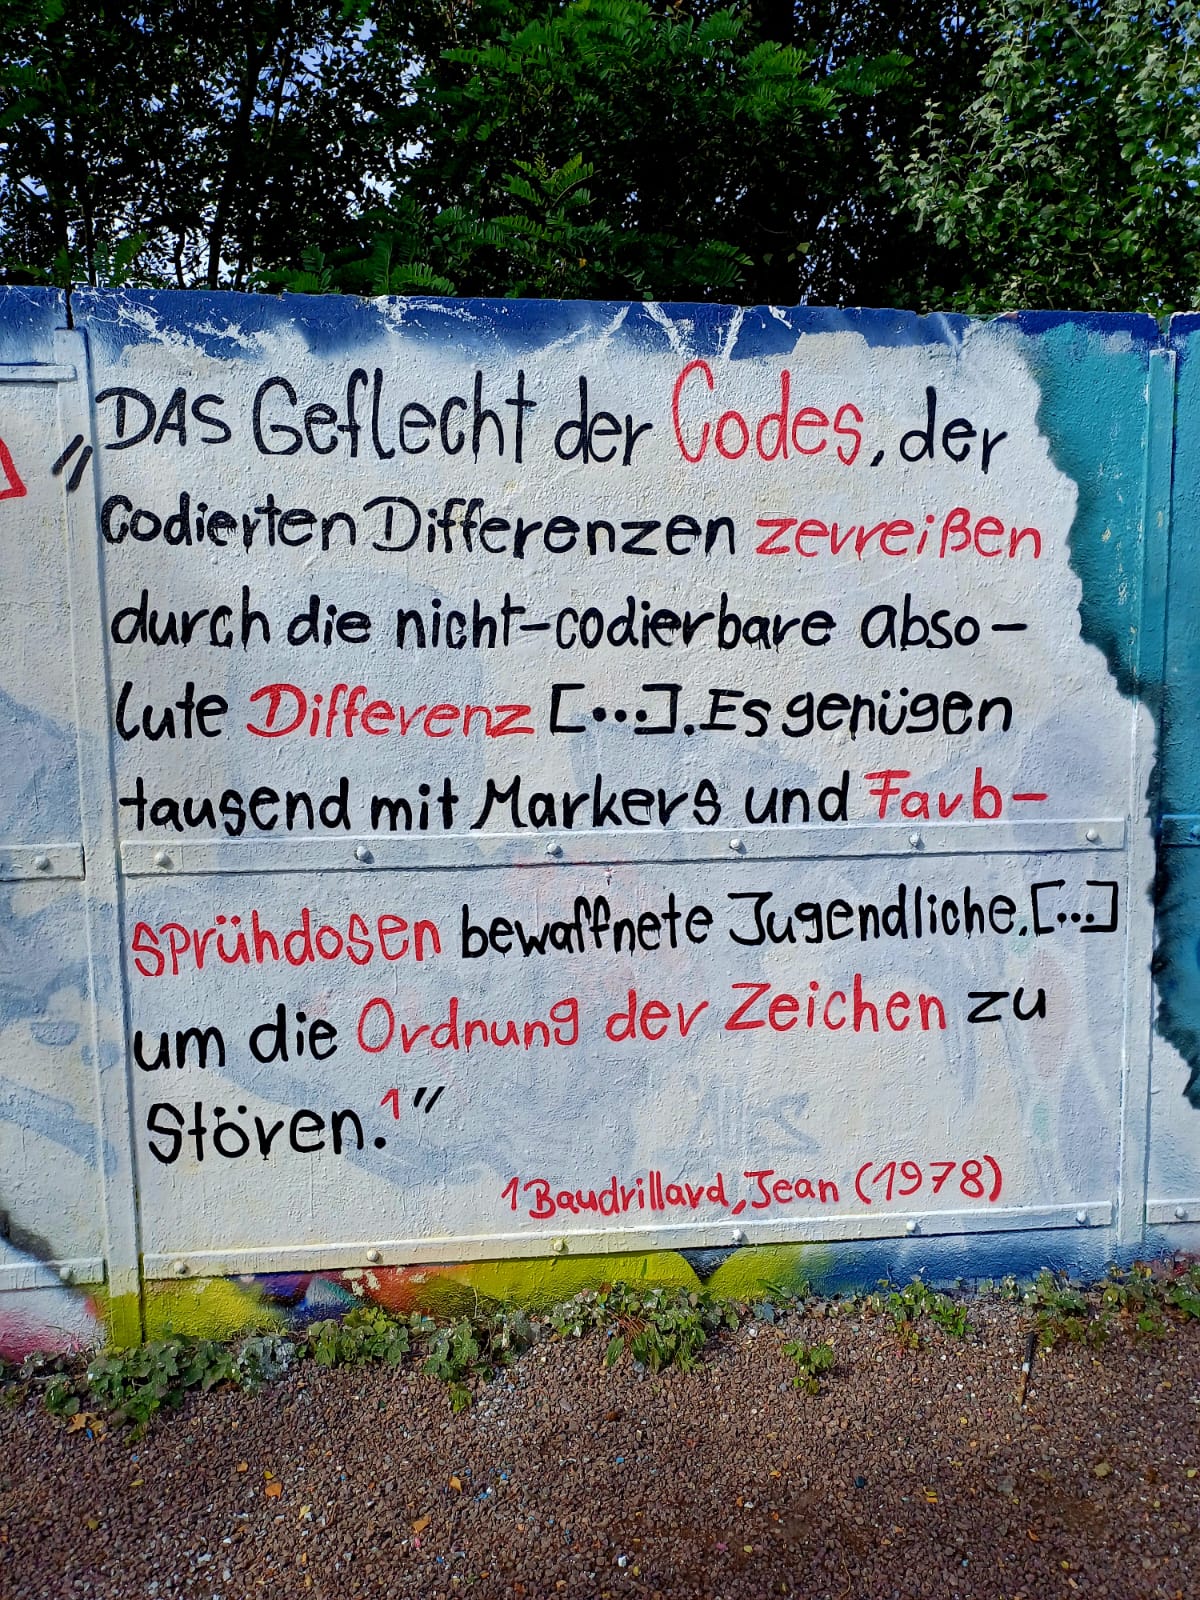 „DAS Geflecht der Codes, der
codierten Differenzen zerreißen
durch die nicht-codierbare abso-
lute Differenz [...]. Es genügen
tausend mit Markers und Farb-
sprühdosen bewaffnete Jugendliche. [...]
um die Ordnung der Zeichen zu
Stören.¹"
1 Baudrillard, Jean (1978)